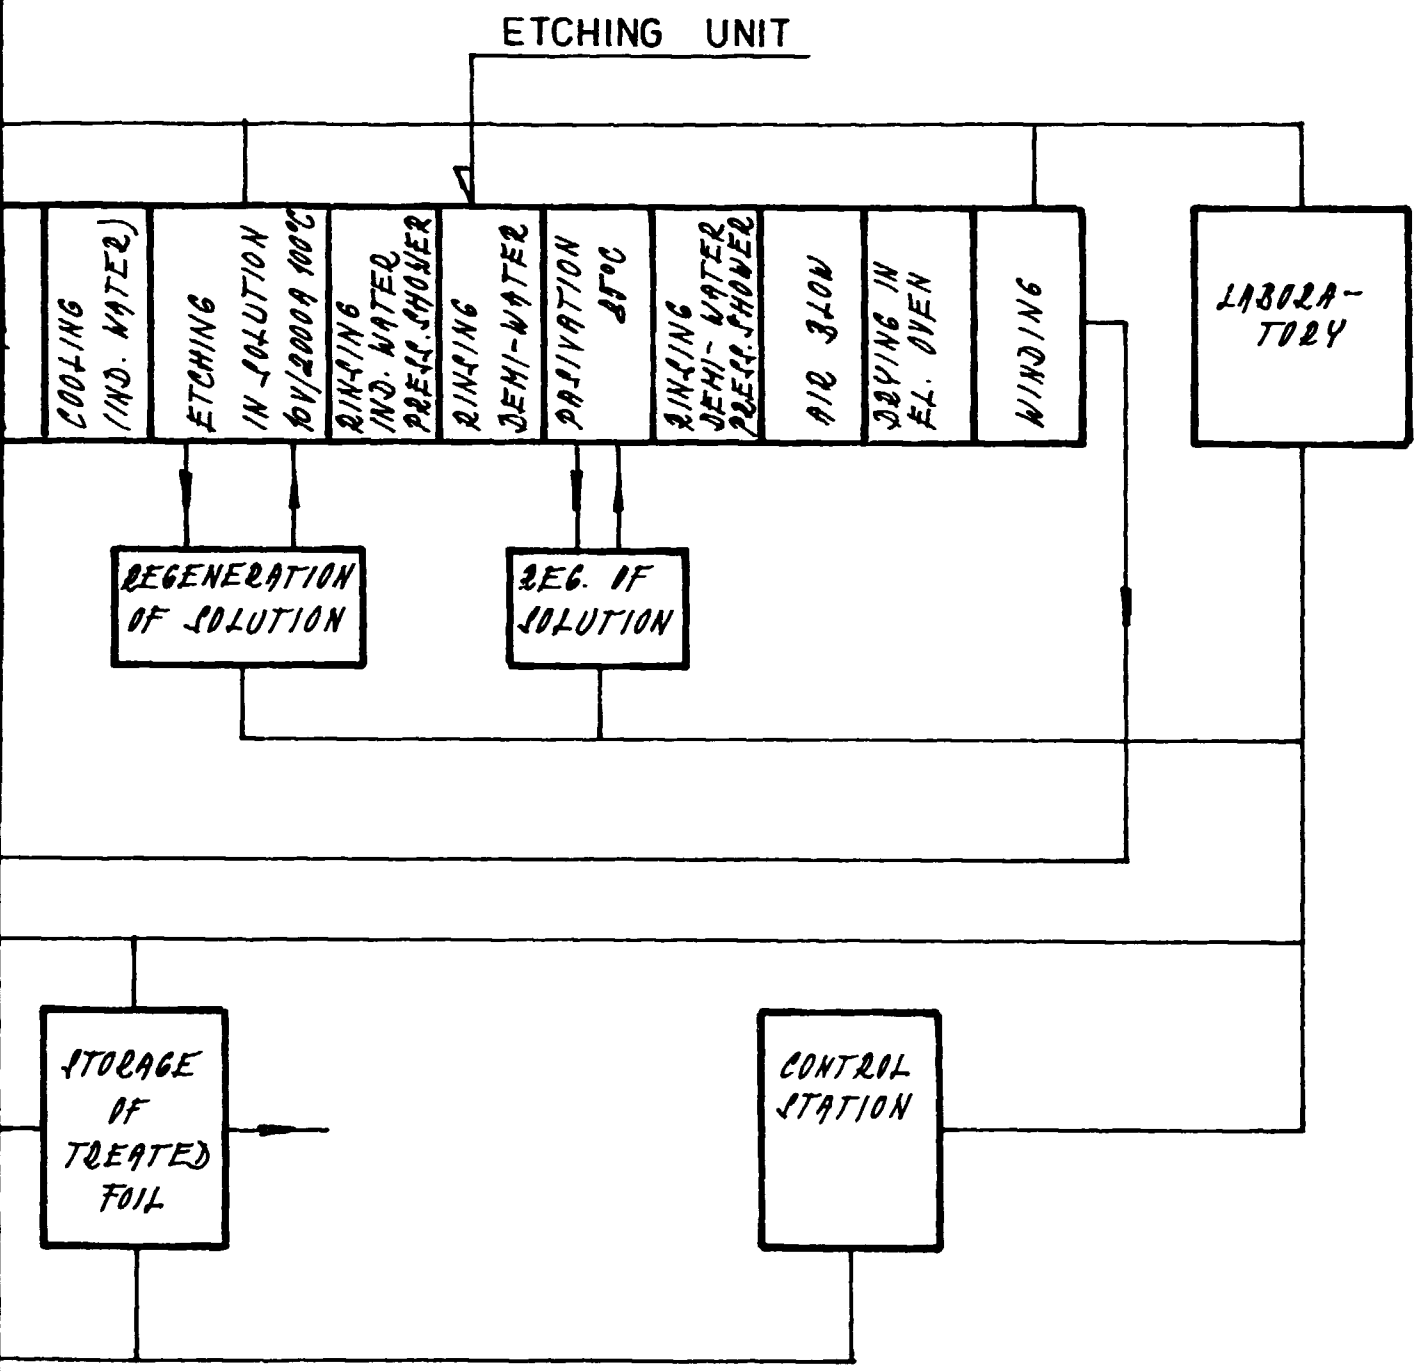 ETCHING UNIT
COOLING
(IND. WATER)
ETCHING
IN SOLUTION
10V/2000A 100°C
RINSING
IND. WATER
PRESS. SHOWER
RINSING
DEMI-WATER
PASIVATION
85°C
RINSING
DEMI-WATER
PRESS. SHOWER
AIR BLOW
DRYING IN
EL. OVEN
WINDING
LABORA-
TORY
REGENERATION
OF SOLUTION
REG. OF
SOLUTION
STORAGE
OF
TREATED
FOIL
CONTROL
STATION